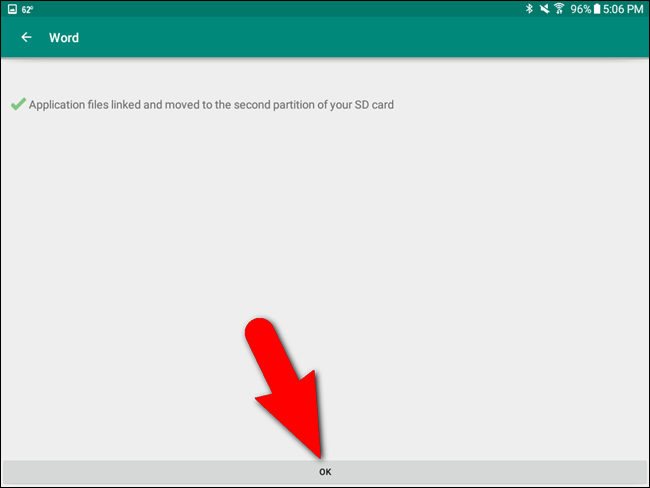 62° 96% 5:06 PM
Word
Application files linked and moved to the second partition of your SD card
OK